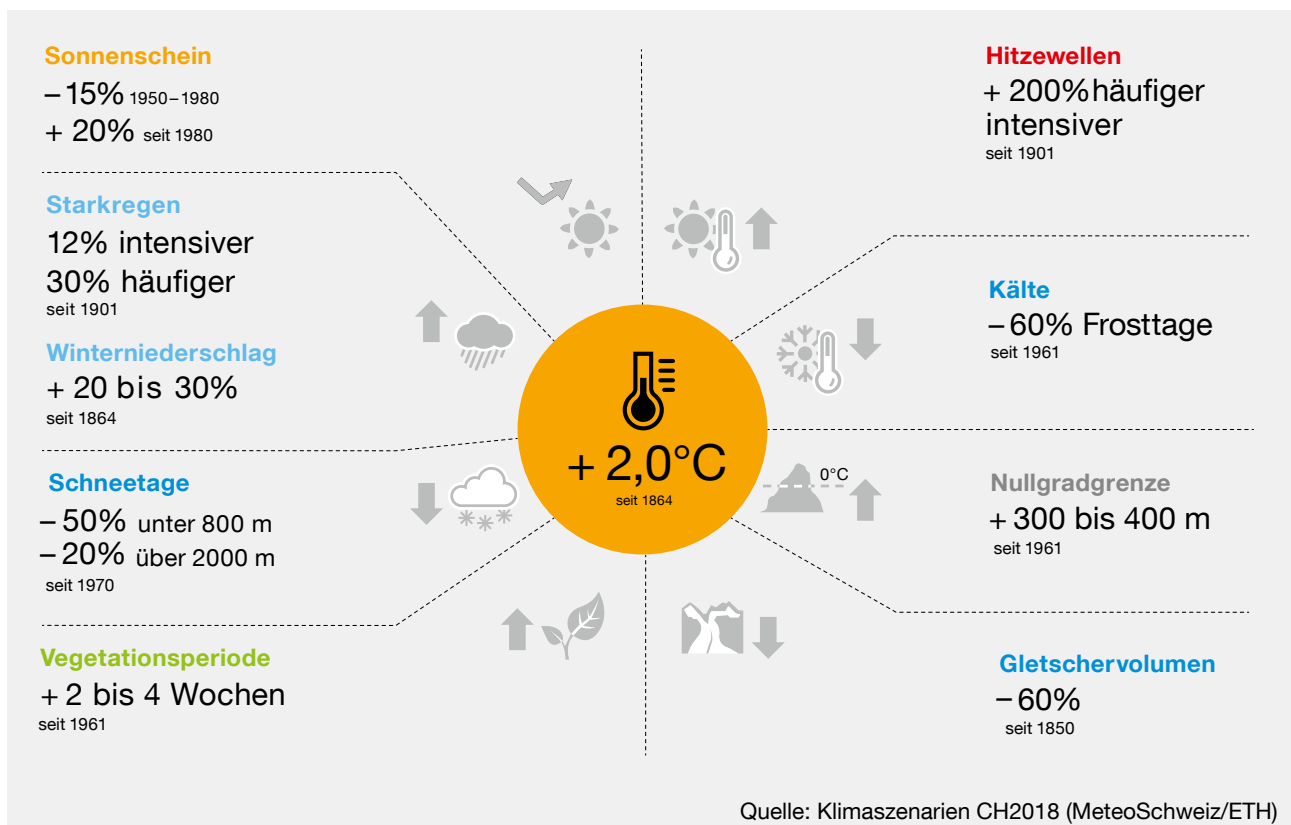 Sonnenschein
– 15% 1950–1980
+ 20% seit 1980
Starkregen
12% intensiver
30% häufiger
seit 1901
Winterniederschlag
+ 20 bis 30%
seit 1864
Schneetage
– 50% unter 800 m
– 20% über 2000 m
seit 1970
Vegetationsperiode
+ 2 bis 4 Wochen
seit 1961
+ 2,0°C
seit 1864
Hitzewellen
+ 200% häufiger
intensiver
seit 1901
Kälte
– 60% Frosttage
seit 1961
0°C
Nullgradgrenze
+ 300 bis 400 m
seit 1961
Gletschervolumen
– 60%
seit 1850
Quelle: Klimaszenarien CH2018 (MeteoSchweiz/ETH)